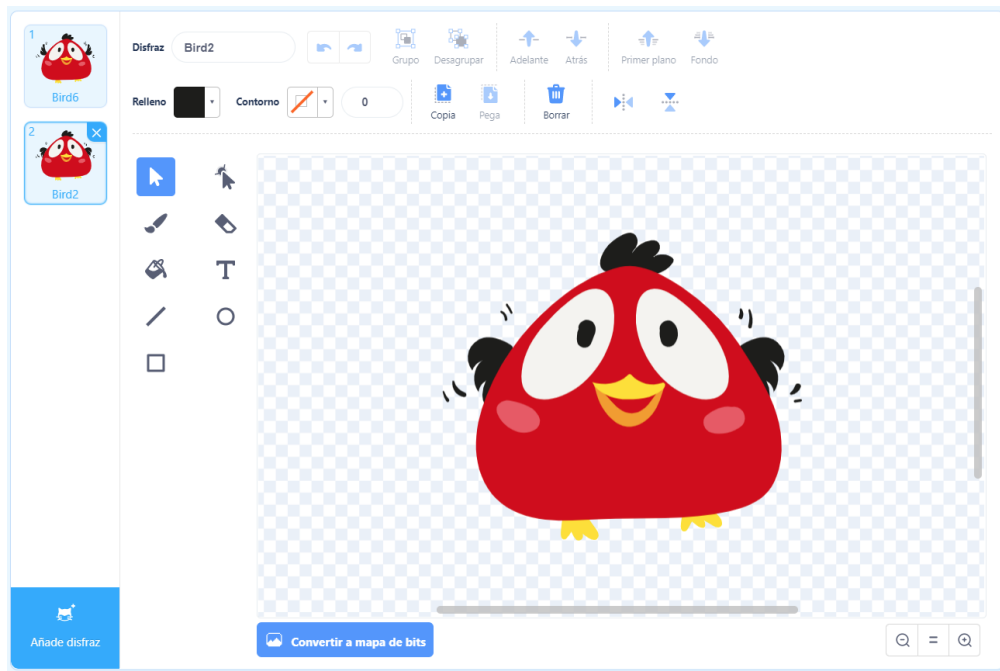 1
Bird6
2
Bird2
Añade disfraz
Disfraz
Bird2
Grupo
Desagrupar
Adelante
Atrás
Primer plano
Fondo
Relleno
Contorno
0
Copia
Pega
Borrar
T
Convertir a mapa de bits
=